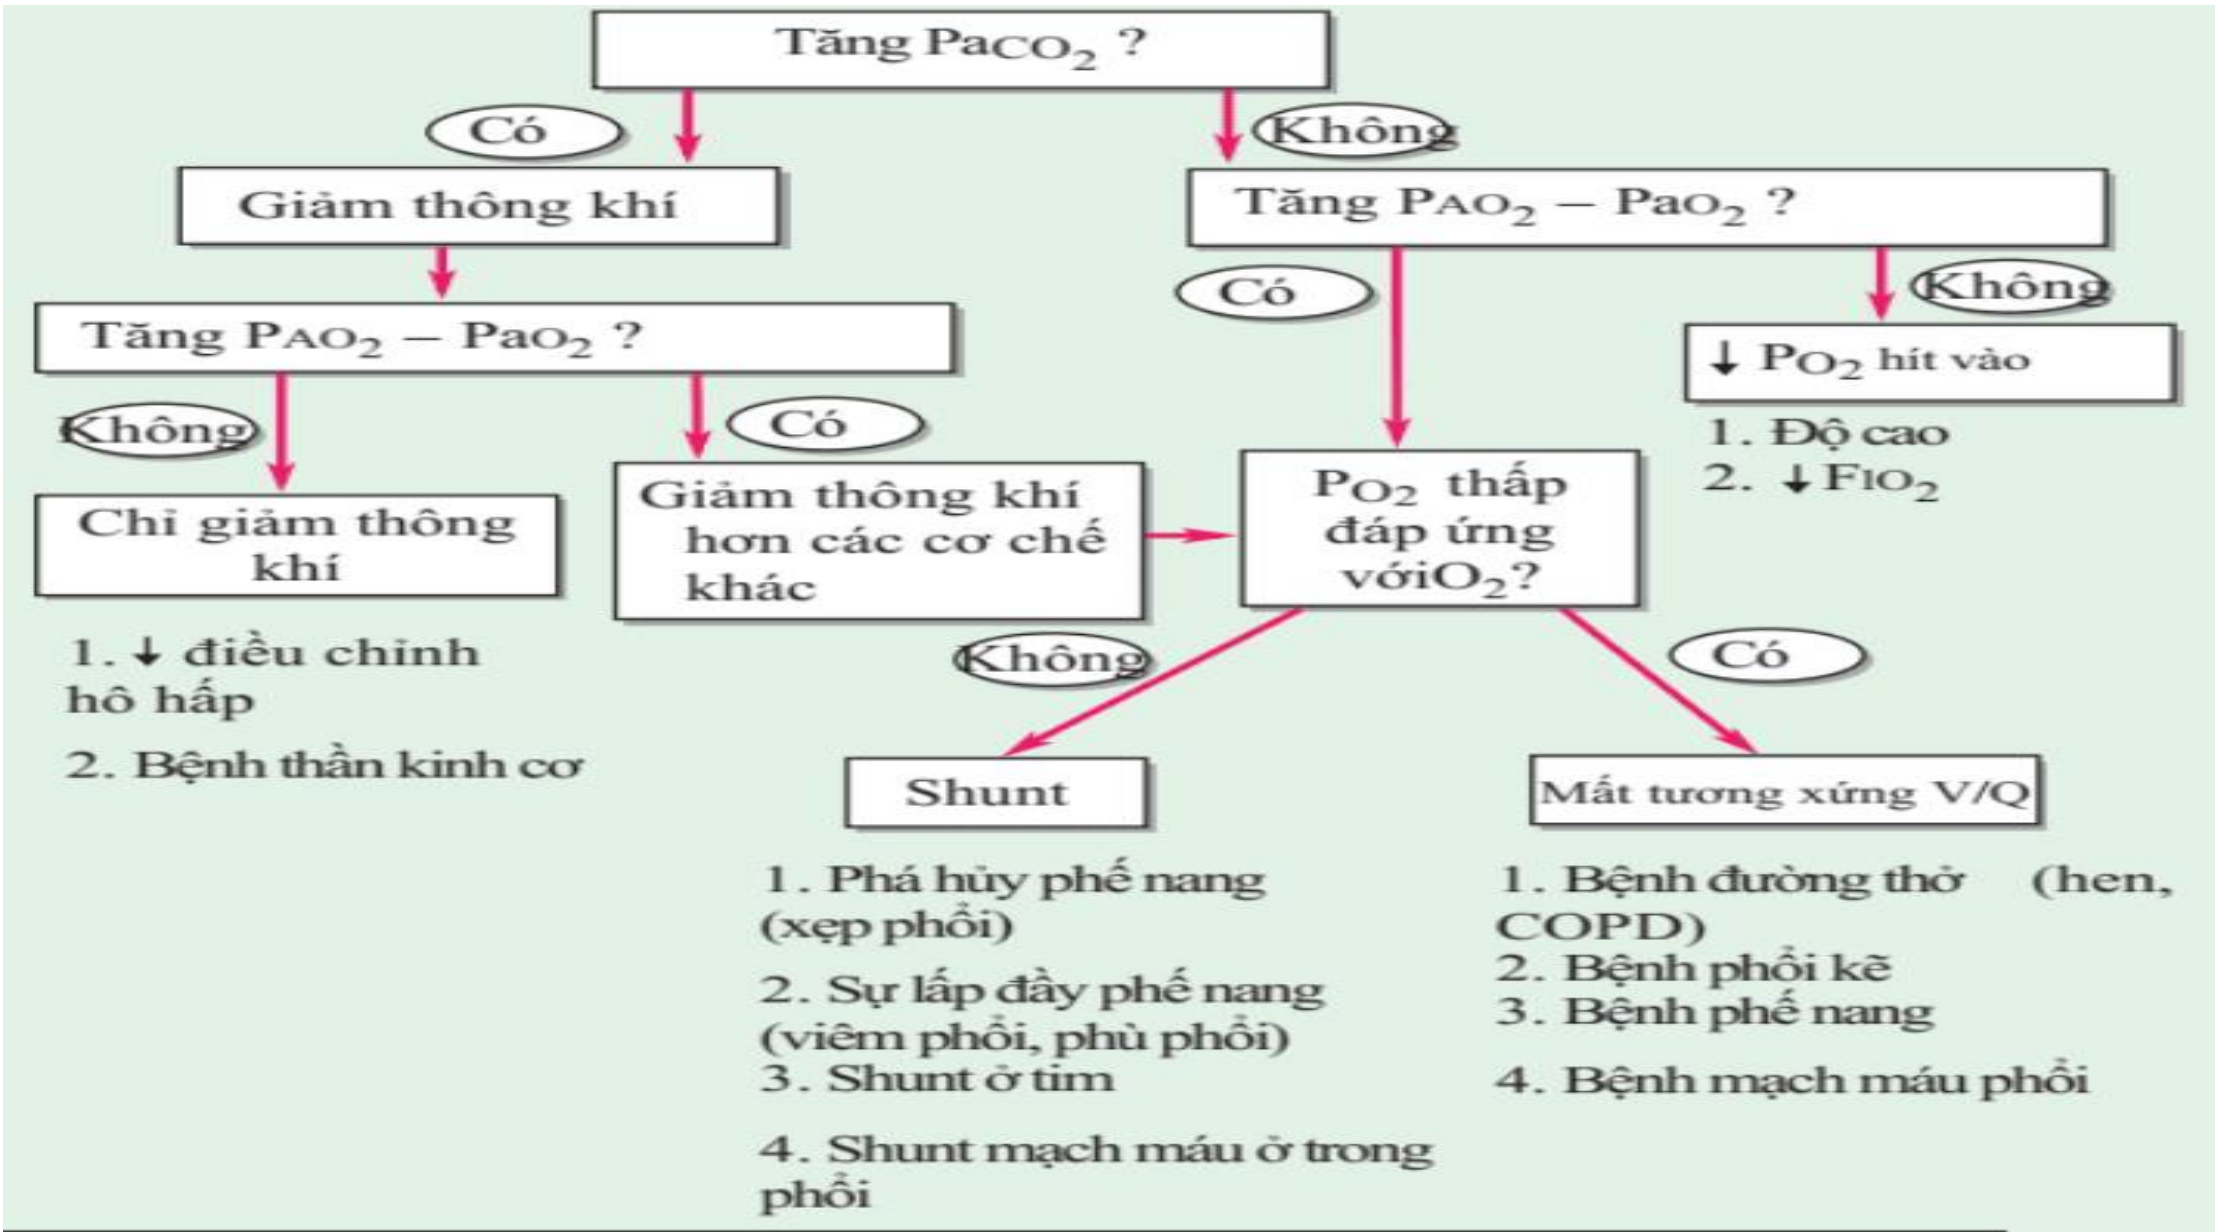 Tăng PaCO₂ ?
Có
Không
Giảm thông khí
Tăng PAO₂ – PaO₂ ?
Có
Không
Tăng PAO₂ – PaO₂ ?
↓ PO₂ hít vào
Không
Có
1. Độ cao
2. ↓ FIO₂
Chỉ giảm thông
khí
Giảm thông khí
hơn các cơ chế
khác
PO₂ thấp
đáp ứng
vớiO₂?
1. ↓ điều chỉnh
hô hấp
2. Bệnh thần kinh cơ
Không
Có
Shunt
Mất tương xứng V/Q
1. Phá hủy phế nang
(xẹp phổi)
2. Sự lấp đầy phế nang
(viêm phổi, phù phổi)
3. Shunt ở tim
4. Shunt mạch máu ở trong
phổi
1. Bệnh đường thở (hen,
COPD)
2. Bệnh phổi kẽ
3. Bệnh phế nang
4. Bệnh mạch máu phổi